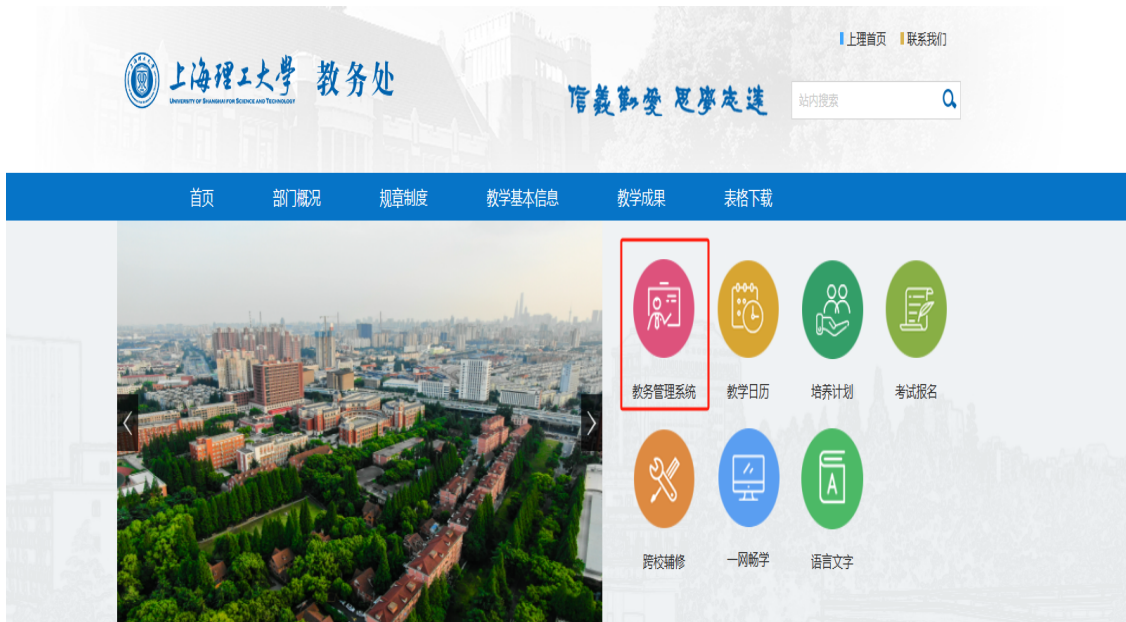 上理首页 联系我们
上海理工大学 教务处
UNIVERSITY OF SHANGHAI FOR SCIENCE AND TECHNOLOGY
信義勤愛 思學志遠
站内搜索
首页 部门概况 规章制度 教学基本信息 教学成果 表格下载
教务管理系统 教学日历 培养计划 考试报名
A
跨校辅修 一网畅学 语言文字